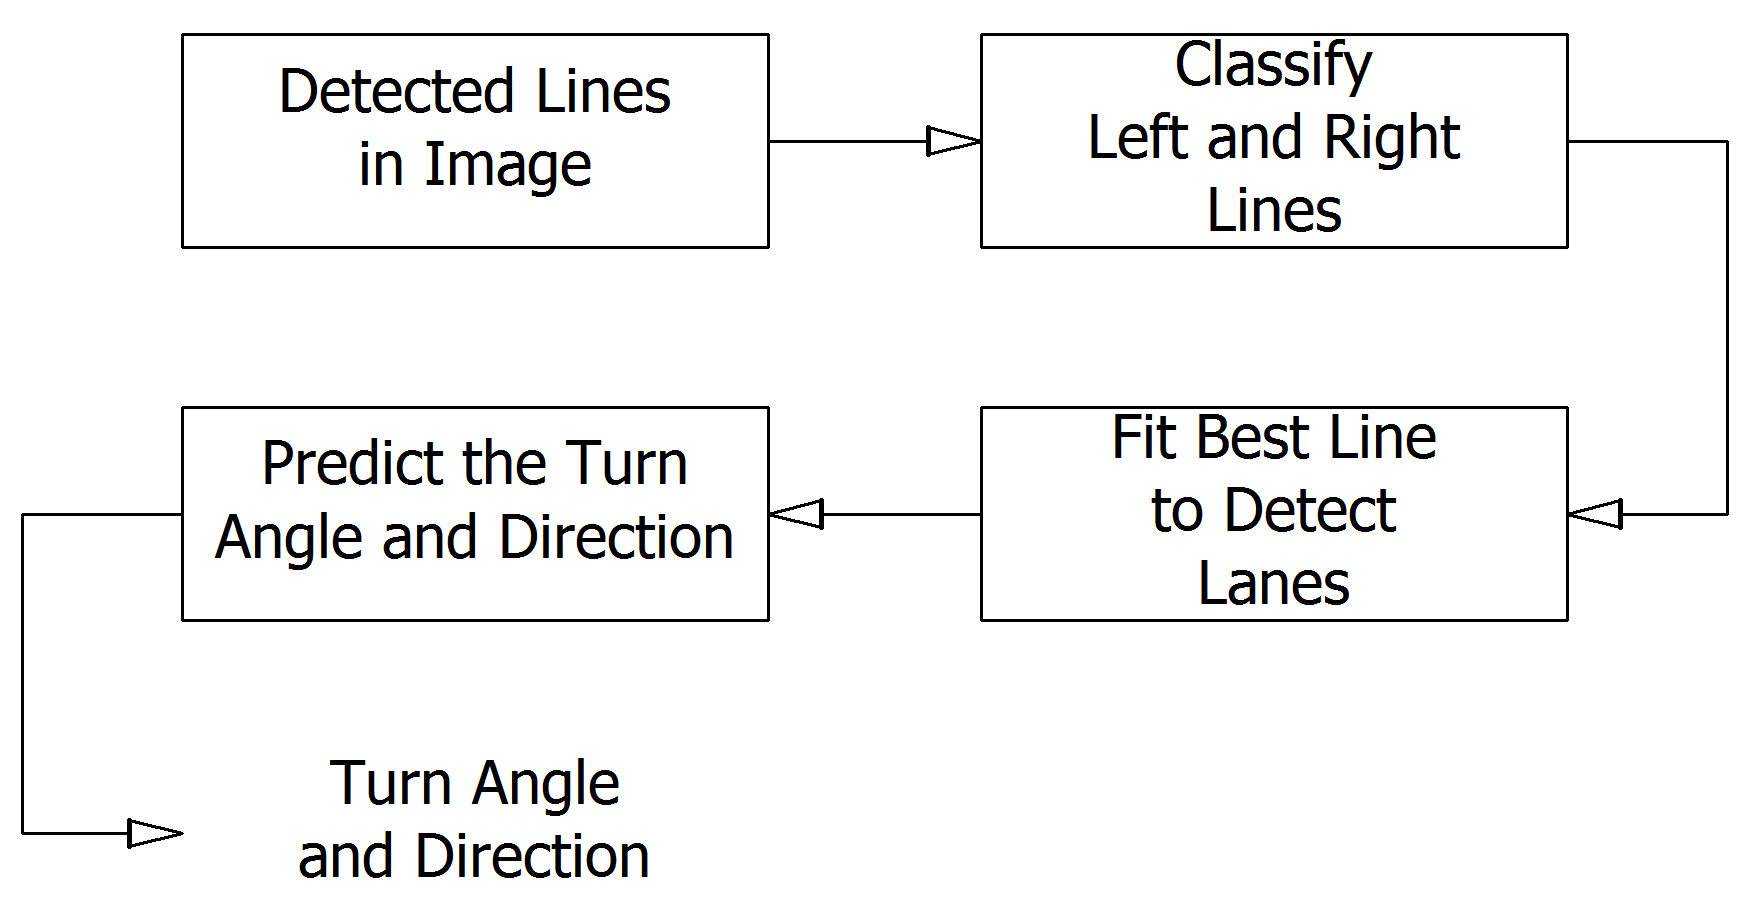 Detected Lines
in Image
Classify
Left and Right
Lines
Fit Best Line
to Detect
Lanes
Predict the Turn
Angle and Direction
Turn Angle
and Direction